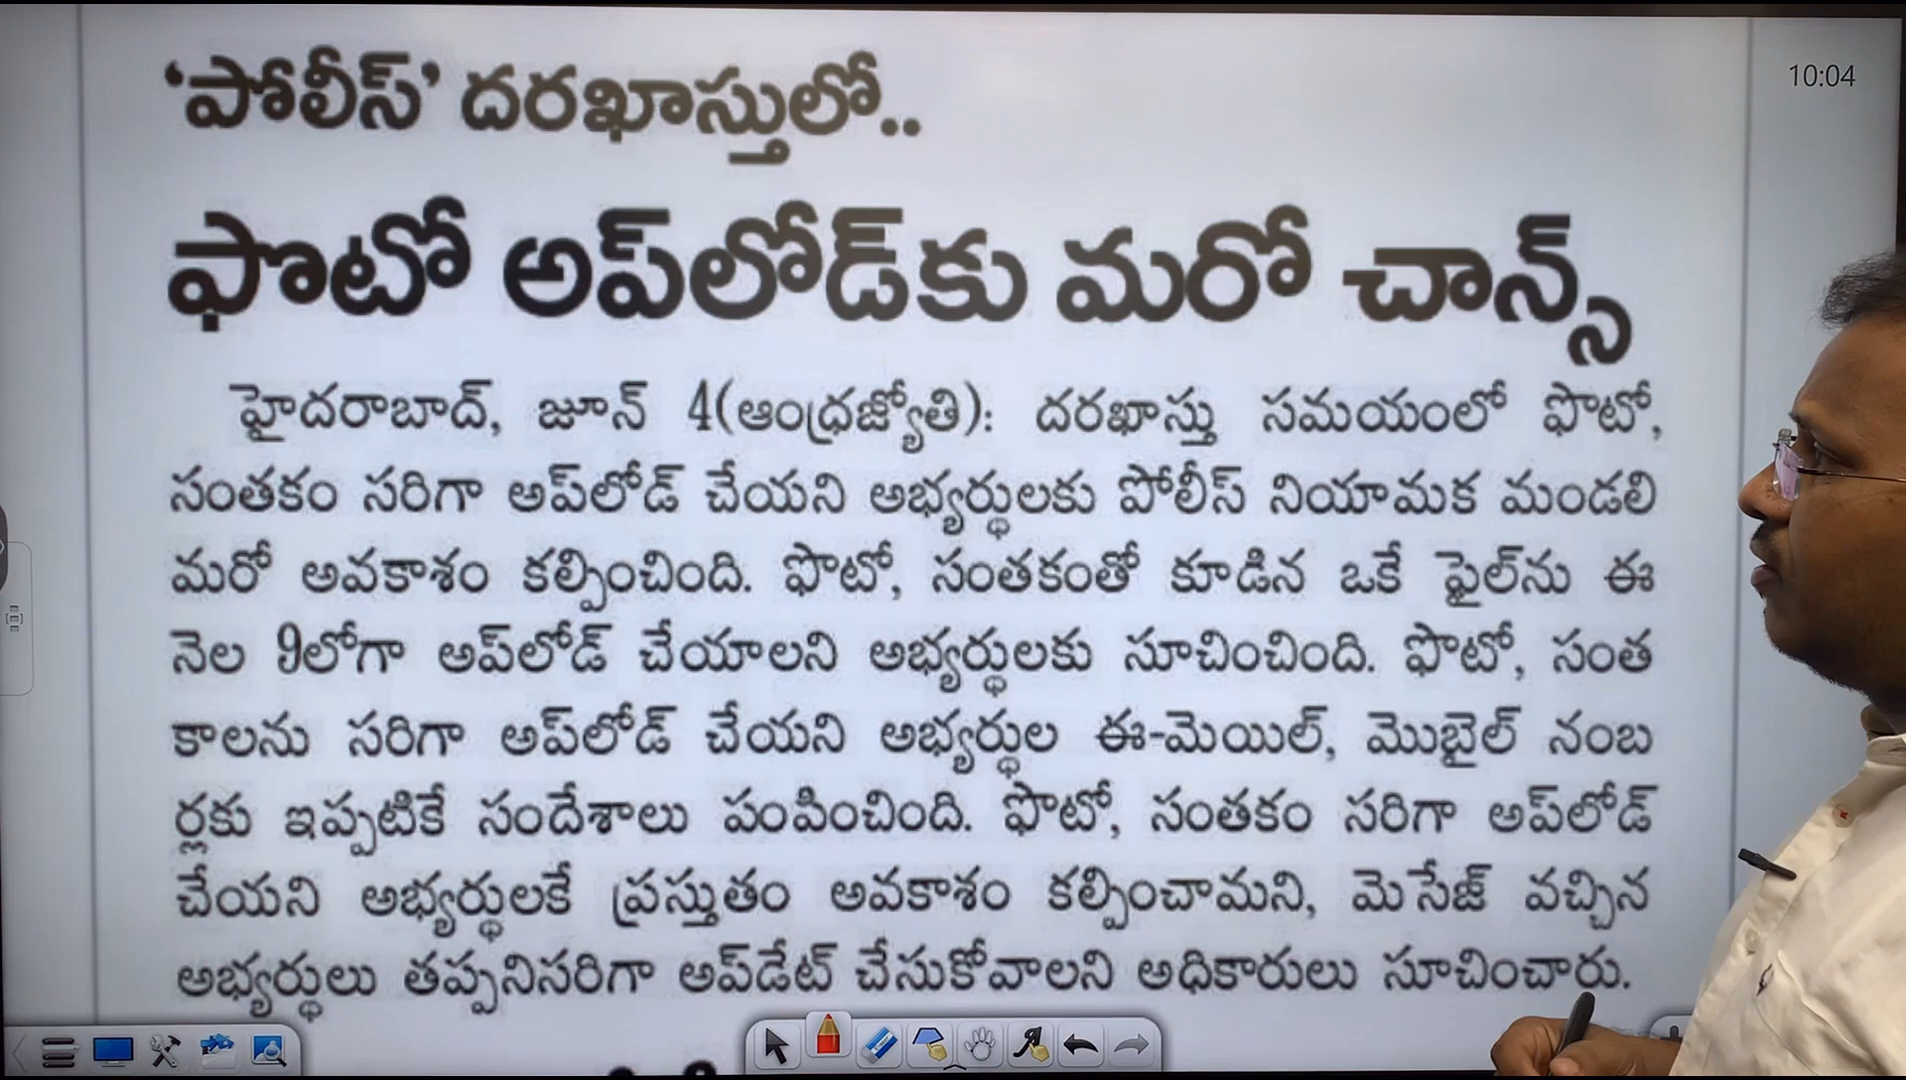 ‘పోలీస్’ దరఖాస్తులో..
10:04
ఫొటో అప్‌లోడ్‌కు మరో చాన్స్
హైదరాబాద్, జూన్ 4(ఆంధ్రజ్యోతి): దరఖాస్తు సమయంలో ఫొటో,
సంతకం సరిగా అప్‌లోడ్ చేయని అభ్యర్థులకు పోలీస్ నియామక మండలి
మరో అవకాశం కల్పించింది. ఫొటో, సంతకంతో కూడిన ఒకే ఫైల్‌ను ఈ
నెల 9లోగా అప్‌లోడ్ చేయాలని అభ్యర్థులకు సూచించింది. ఫొటో, సంత
కాలను సరిగా అప్‌లోడ్ చేయని అభ్యర్థుల ఈ-మెయిల్, మొబైల్ నంబ
ర్లకు ఇప్పటికే సందేశాలు పంపించింది. ఫొటో, సంతకం సరిగా అప్‌లోడ్
చేయని అభ్యర్థులకే ప్రస్తుతం అవకాశం కల్పించామని, మెసేజ్ వచ్చిన
అభ్యర్థులు తప్పనిసరిగా అప్‌డేట్ చేసుకోవాలని అధికారులు సూచించారు.